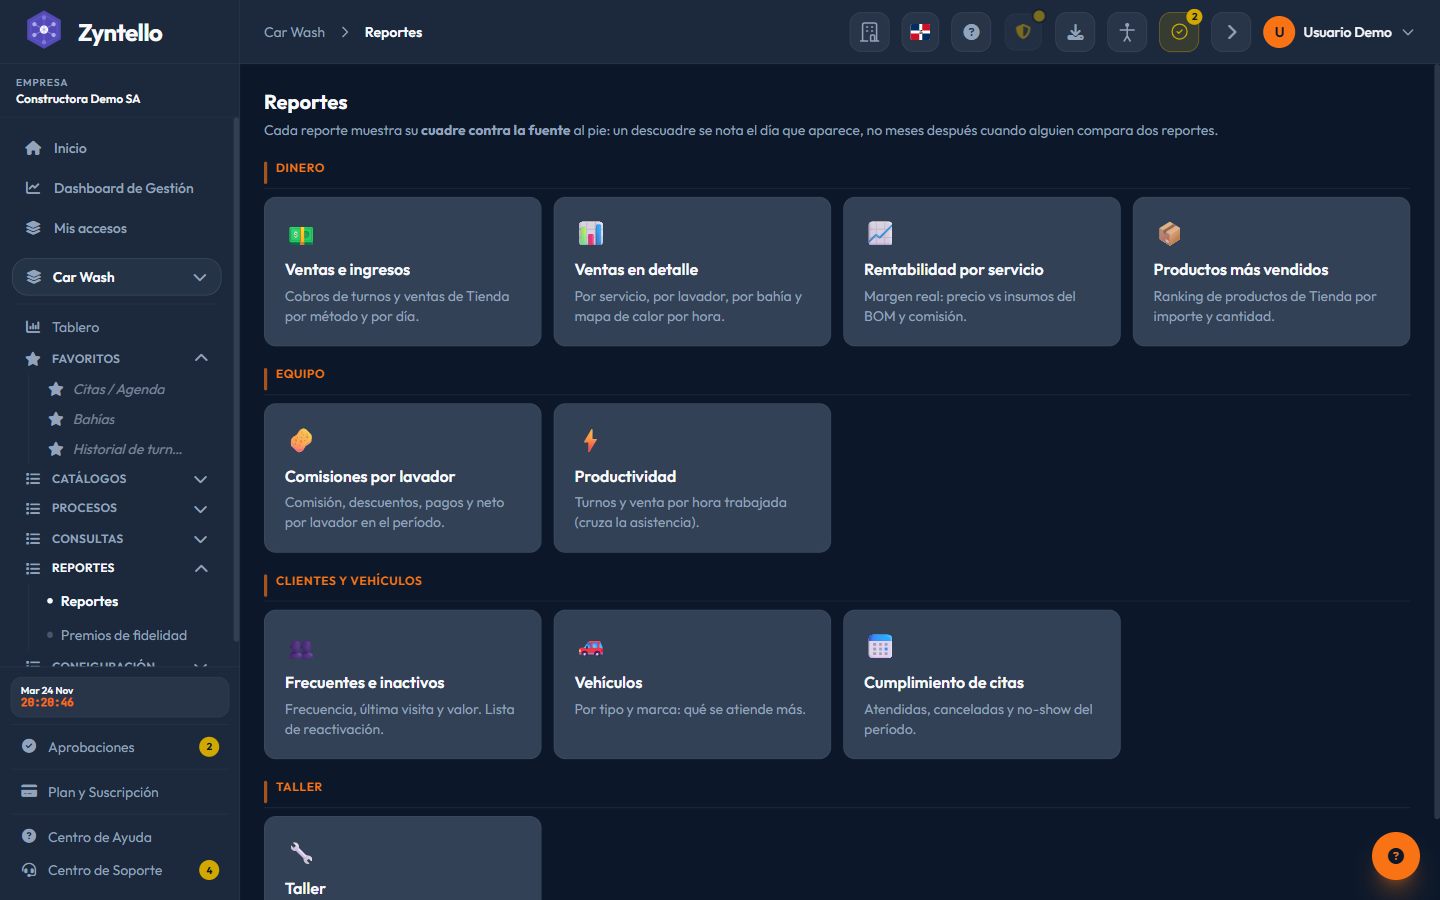 Zyntello
Car Wash
Reportes
2
U
Usuario Demo
EMPRESA
Constructora Demo SA
Inicio
Dashboard de Gestión
Mis accesos
Car Wash
Tablero
FAVORITOS
Citas / Agenda
Bahías
Historial de turn...
CATÁLOGOS
PROCESOS
CONSULTAS
REPORTES
Reportes
Premios de fidelidad
CONFIGURACIÓN
Mar 24 Nov
20:20:46
Aprobaciones
2
Plan y Suscripción
Centro de Ayuda
Centro de Soporte
4
Reportes
Cada reporte muestra su cuadre contra la fuente al pie: un descuadre se nota el día que aparece, no meses después cuando alguien compara dos reportes.
DINERO
Ventas e ingresos
Cobros de turnos y ventas de Tienda
por método y por día.
Ventas en detalle
Por servicio, por lavador, por bahía y
mapa de calor por hora.
Rentabilidad por servicio
Margen real: precio vs insumos del
BOM y comisión.
Productos más vendidos
Ranking de productos de Tienda por
importe y cantidad.
EQUIPO
Comisiones por lavador
Comisión, descuentos, pagos y neto
por lavador en el período.
Productividad
Turnos y venta por hora trabajada
(cruza la asistencia).
CLIENTES Y VEHÍCULOS
Frecuentes e inactivos
Frecuencia, última visita y valor. Lista
de reactivación.
Vehículos
Por tipo y marca: qué se atiende más.
Cumplimiento de citas
Atendidas, canceladas y no-show del
período.
TALLER
Taller